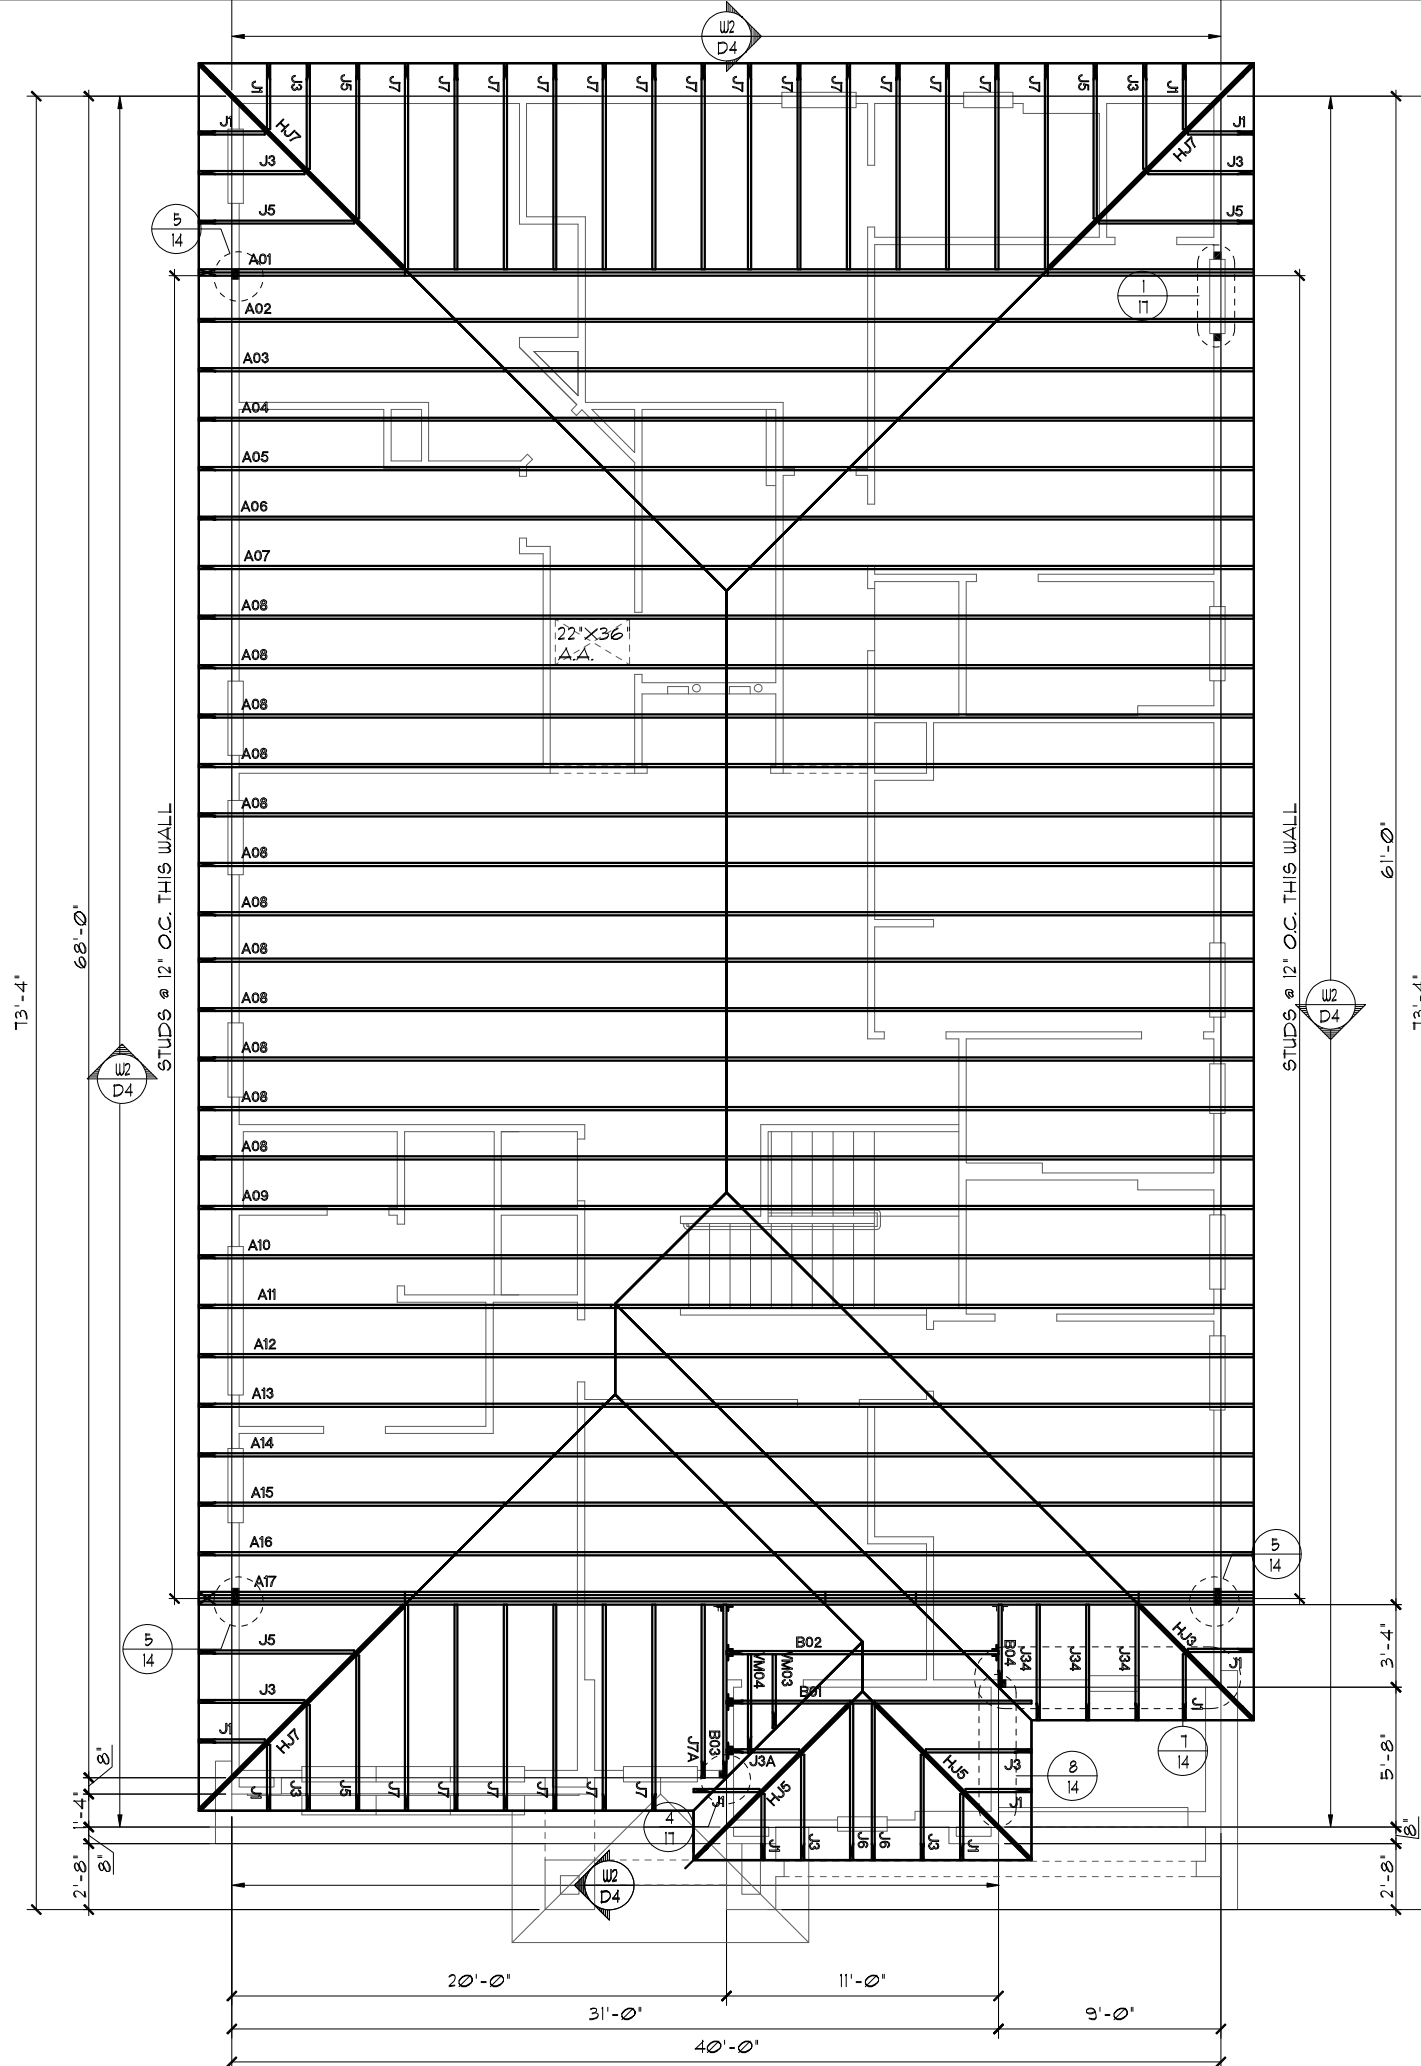 W2
D4
J1 J3 J5 J7 J7 J7 J7 J7 J7 J7 J7 J7 J7 J7 J7 J7 J7 J5 J3 J1
J1 HJ7 HJ7 J1
J3 J3
J5 J5
5
14
A01
1
17
A02
A03
A04
A05
A06
A07
A08
22"X36"
A.A.
A08
A08
A08
A08
A08
A08
A08
A08
A08
A08
A08
A09
A10
A11
A12
A13
A14
A15
A16
A17
STUDS @ 12" O.C. THIS WALL
STUDS @ 12" O.C. THIS WALL
73'-4"
68'-0"
61'-0"
73'-4"
W2
D4
W2
D4
5
14
5
14
J5
J3
J1
HJ7
B02
VM04
VM03
B01
B04
J34 J34 J34
HJ3
J1
J1
J7A
B03
J3A
J1
HJ5
HJ5
J3
J1
J1 J3 J5 J7 J7 J7 J7 J7 J7
J1 J3 J6 J6 J3 J1
4
17
7
14
8
14
W2
D4
8"
1'-4"
8"
2'-8"
3'-4"
5'-8"
8"
2'-8"
20'-0" 11'-0"
31'-0" 9'-0"
40'-0"